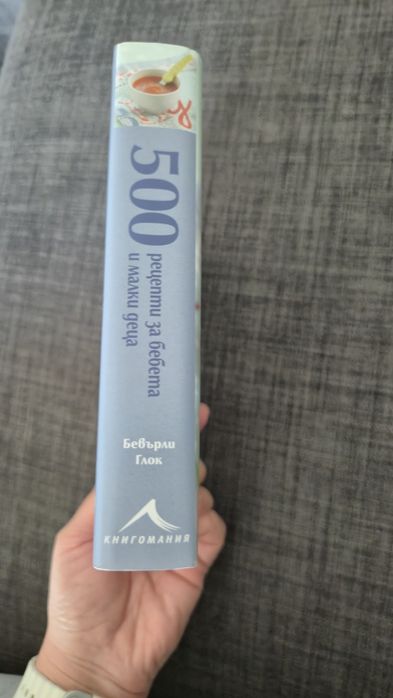 500
рецепти за бебета
и малки деца
Бевърли
Глок
КНИГОМАНИЯ